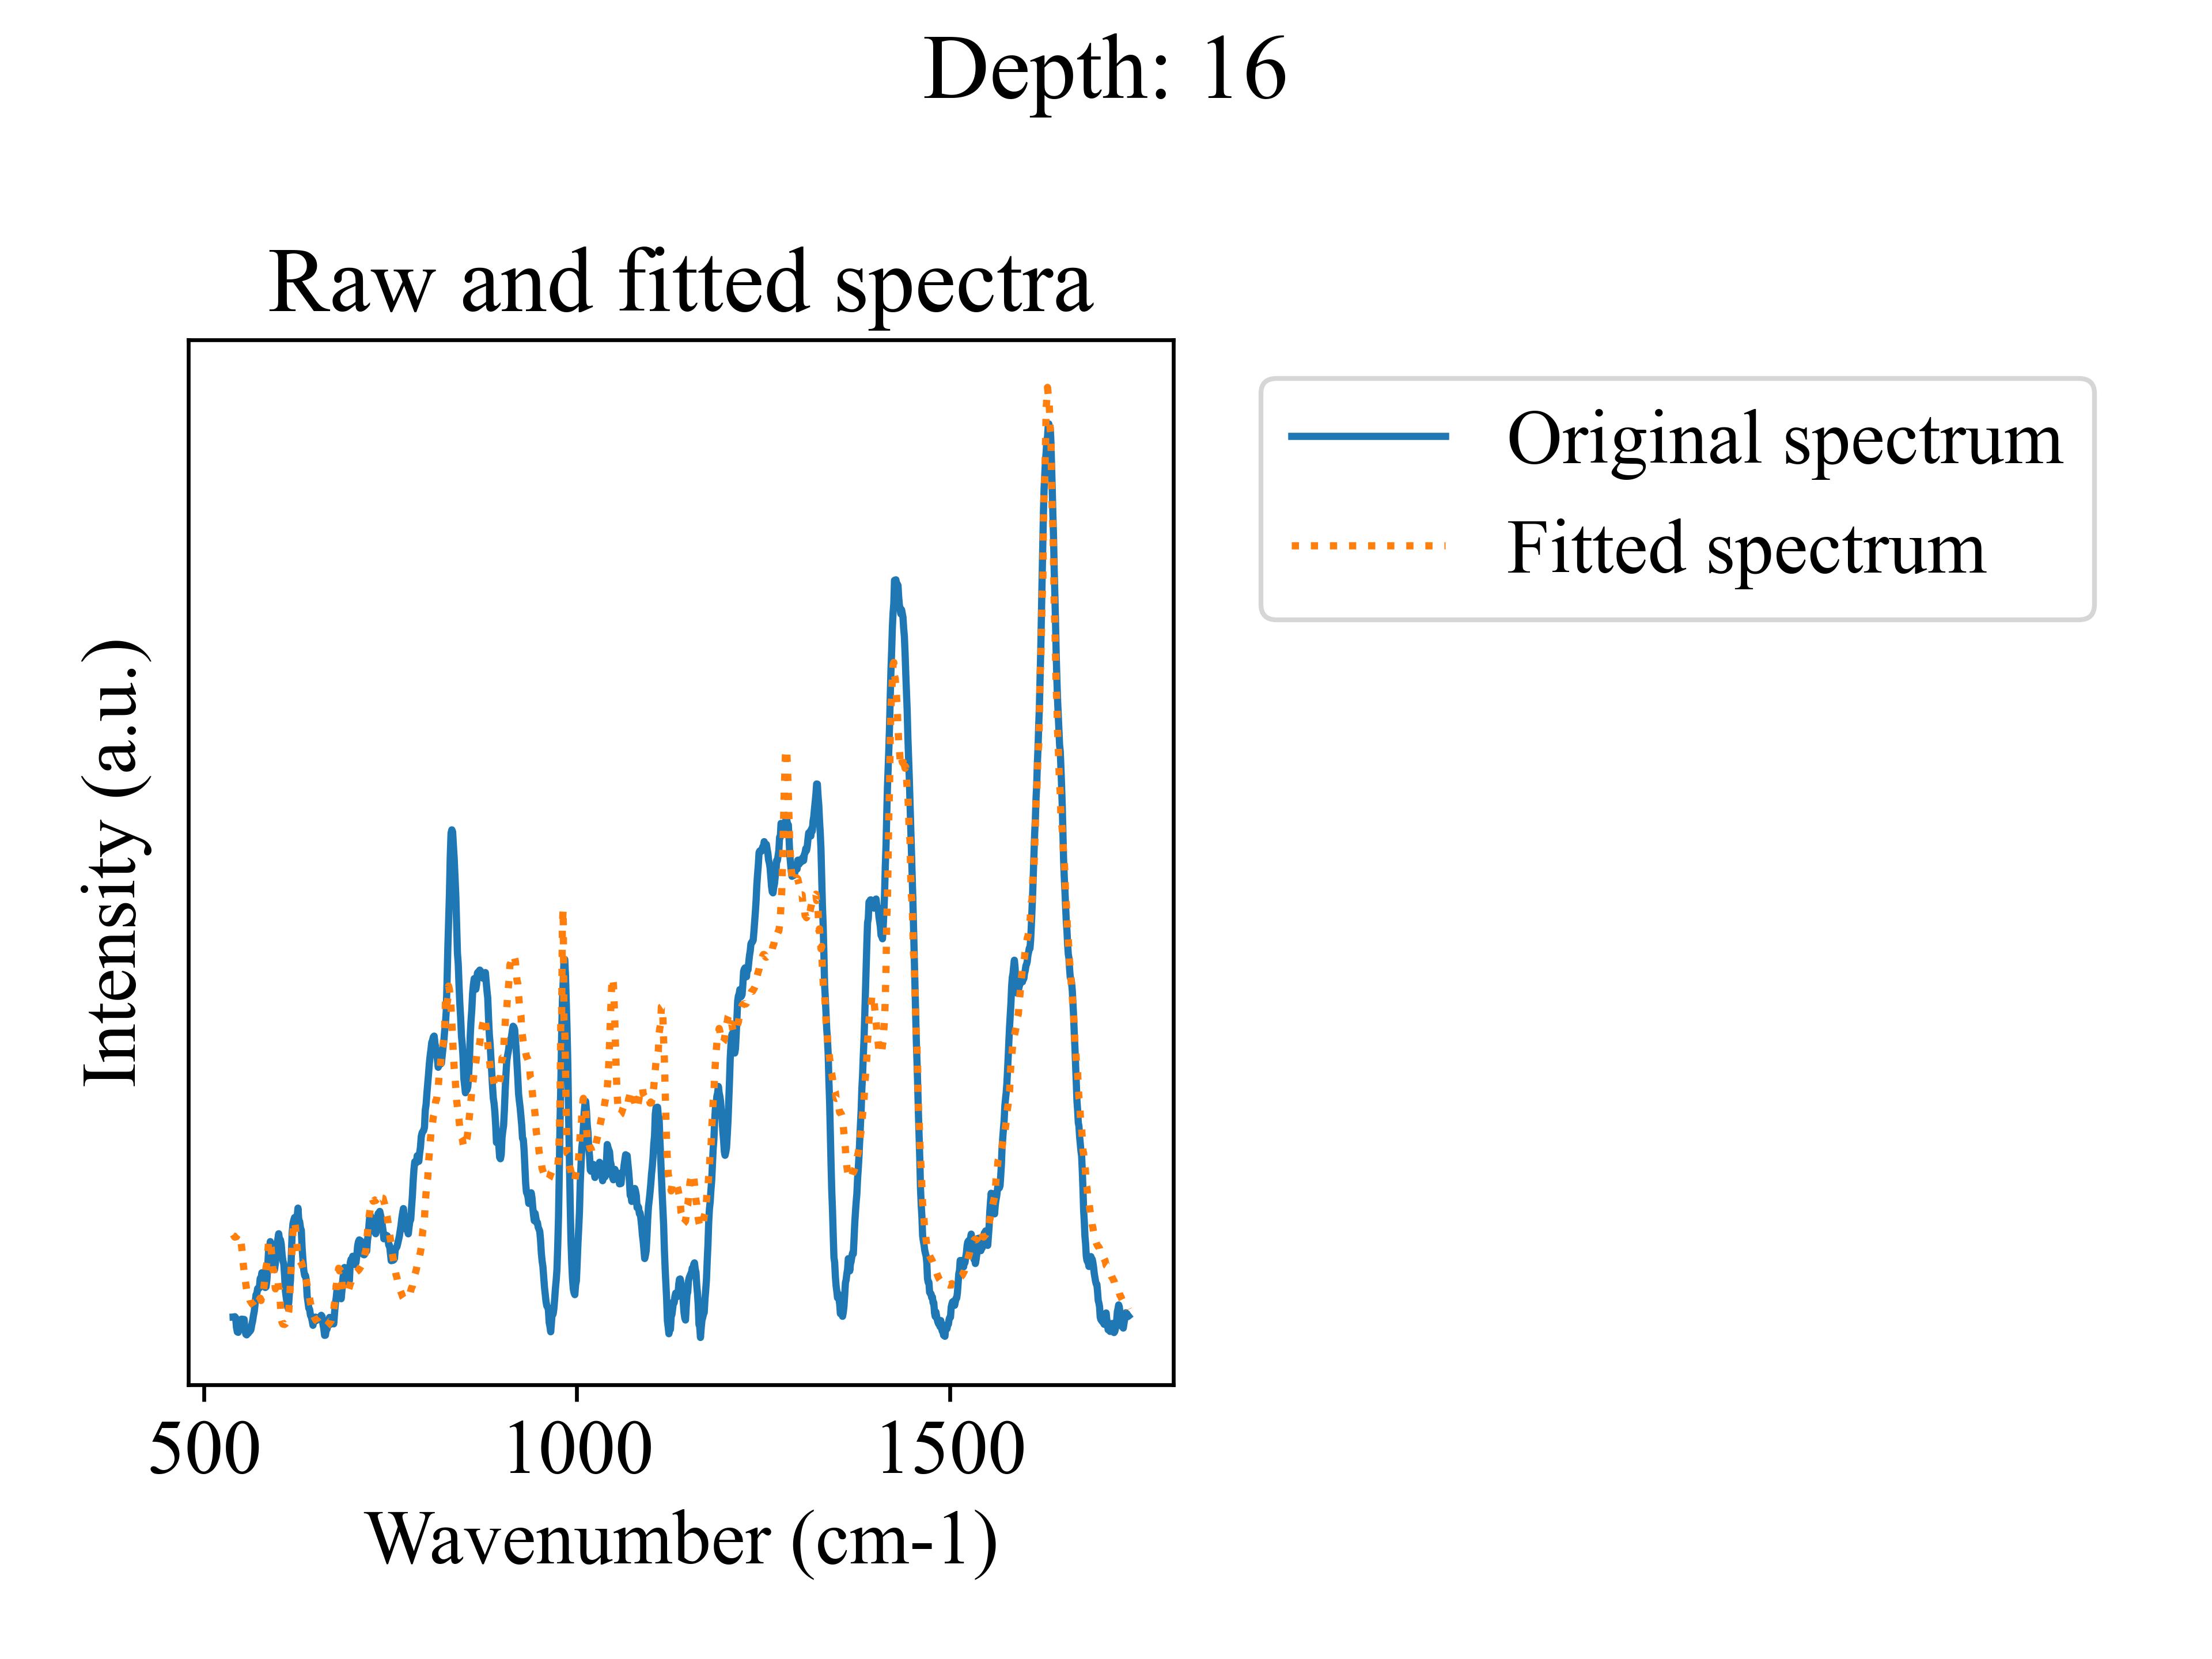 Depth: 16
Raw and fitted spectra
Original spectrum
Fitted spectrum
Intensity (a.u.)
500 1000 1500
Wavenumber (cm-1)